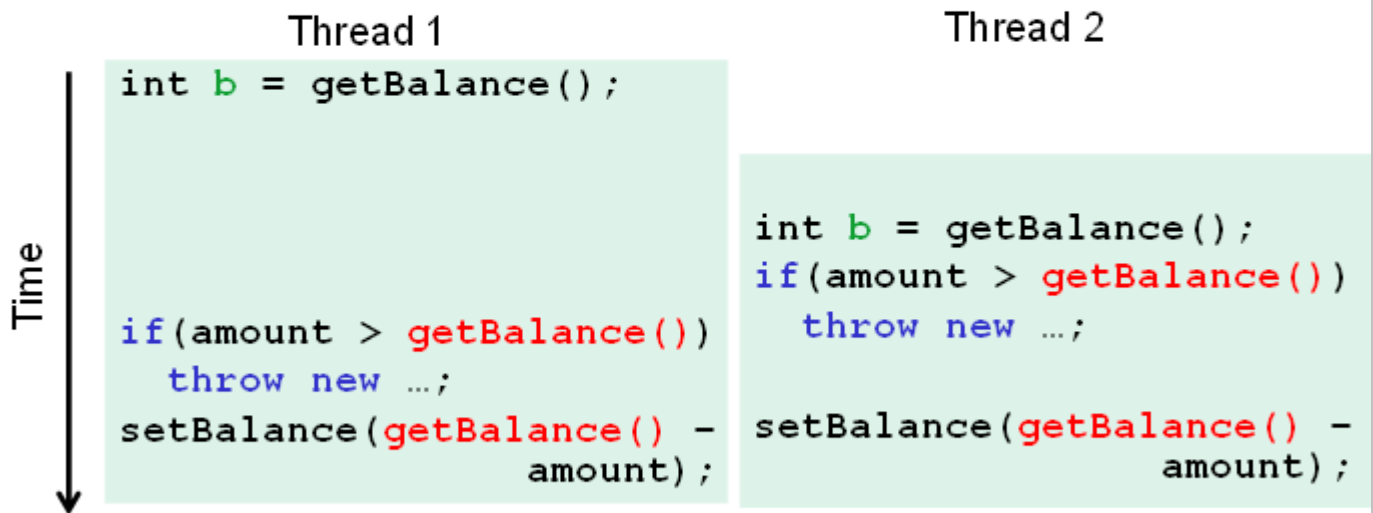 Thread 1
Thread 2
Time
int b = getBalance();
if(amount > getBalance())
throw new …;
setBalance(getBalance() –
amount);
int b = getBalance();
if(amount > getBalance())
throw new …;
setBalance(getBalance() –
amount);